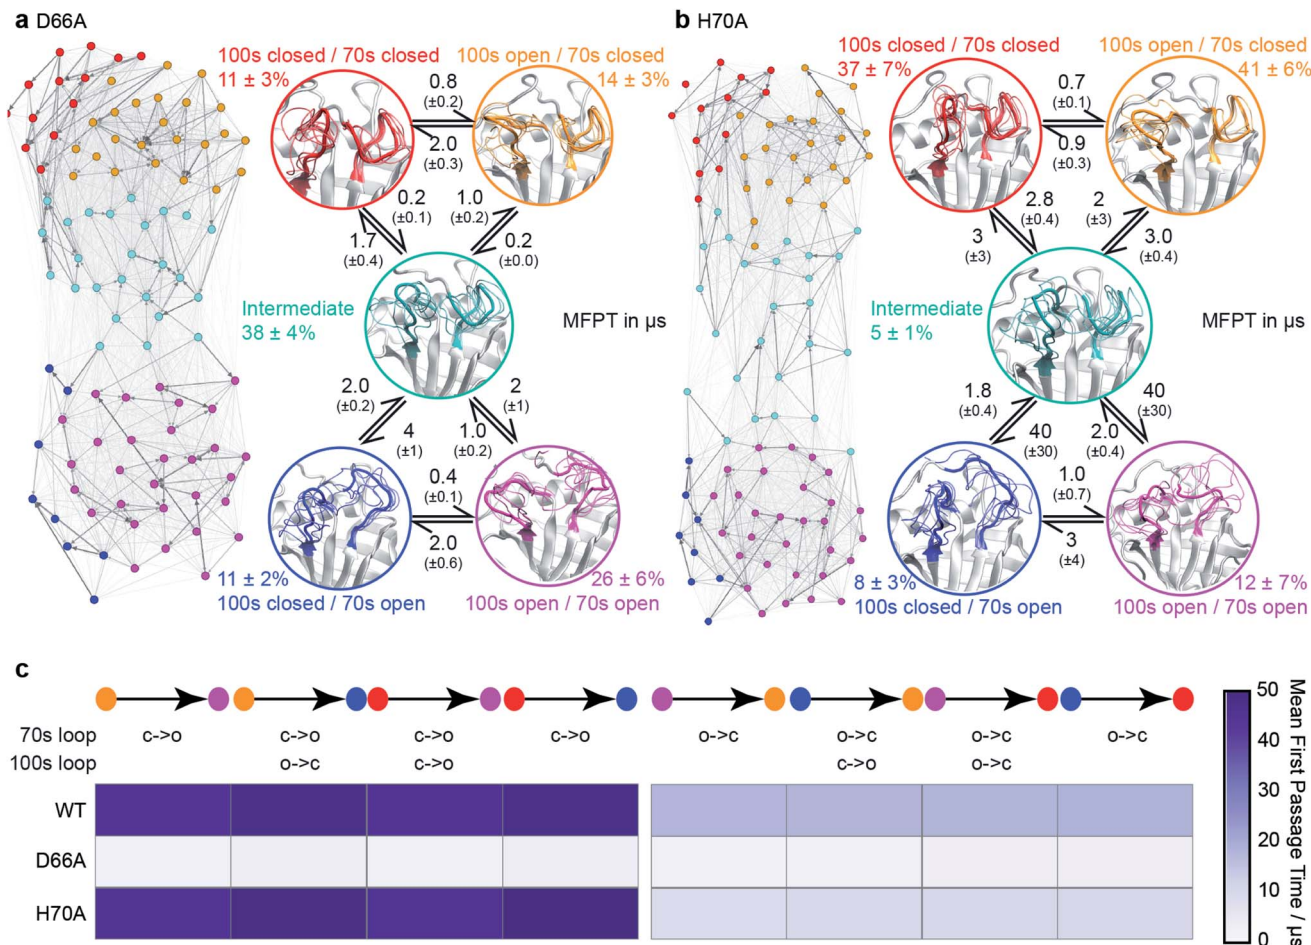 a D66A
100s closed / 70s closed
11 ± 3%
100s open / 70s closed
14 ± 3%
0.8
(±0.2)
2.0
(±0.3)
0.2
(±0.1)
1.0
(±0.2)
1.7
(±0.4)
0.2
(±0.0)
Intermediate
38 ± 4%
MFPT in µs
2.0
(±0.2)
2
(±1)
4
(±1)
1.0
(±0.2)
0.4
(±0.1)
2.0
(±0.6)
11 ± 2%
100s closed / 70s open
26 ± 6%
100s open / 70s open
b H70A
100s closed / 70s closed
37 ± 7%
100s open / 70s closed
41 ± 6%
0.7
(±0.1)
0.9
(±0.3)
2.8
(±0.4)
2
(±3)
3
(±3)
3.0
(±0.4)
Intermediate
5 ± 1%
MFPT in µs
1.8
(±0.4)
40
(±30)
40
(±30)
2.0
(±0.4)
1.0
(±0.7)
3
(±4)
8 ± 3%
100s closed / 70s open
12 ± 7%
100s open / 70s open
c
70s loop c->o c->o c->o c->o o->c o->c o->c o->c
100s loop o->c c->o c->o o->c
WT
D66A
H70A
50
40
30
20
10
0
Mean First Passage Time / µs